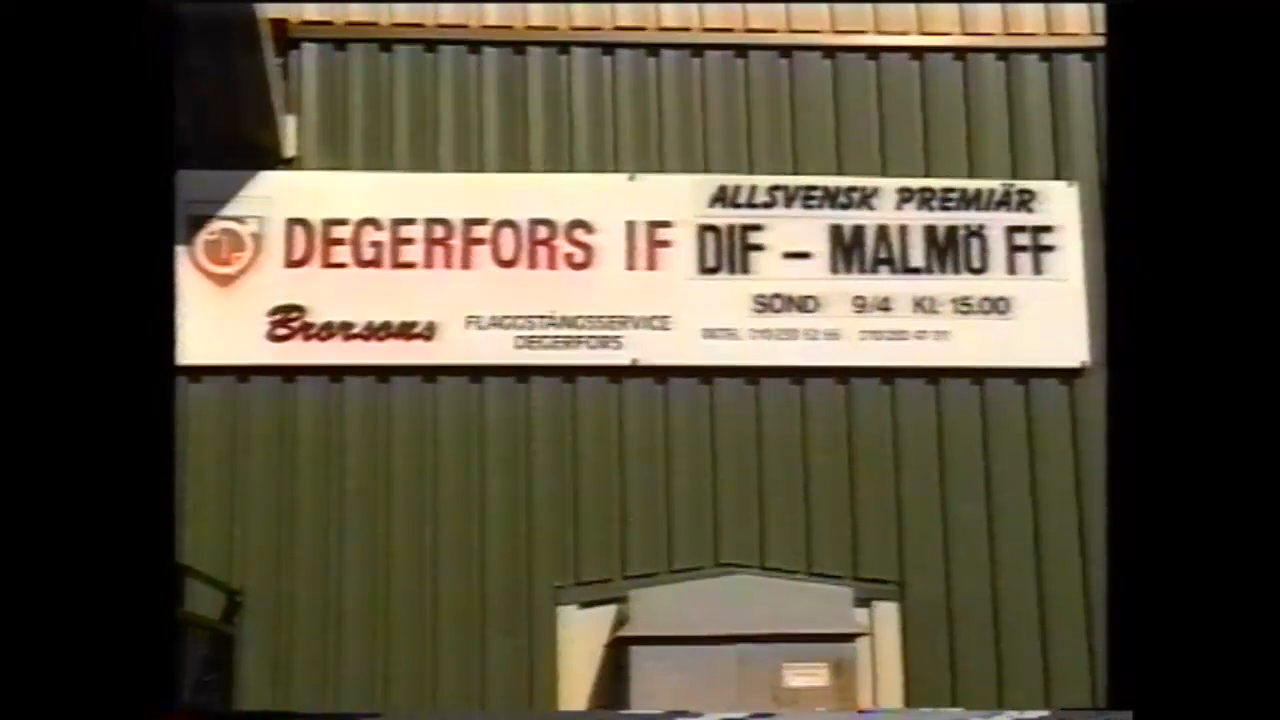 ALLSVENSK PREMIÄR
DEGERFORS IF
DIF - MALMÖ FF
SÖND 9/4 Kl. 15.00
Brorsons
FLAGGSTÅNGSSERVICE
DEGERFORS